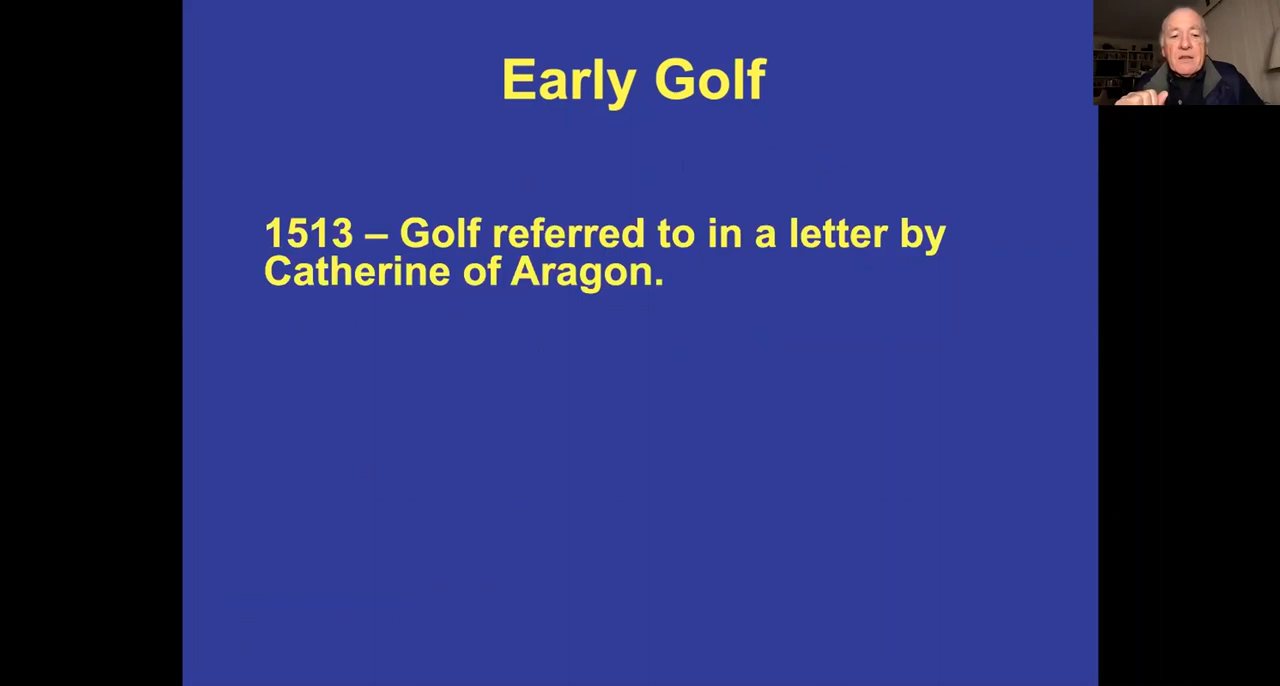 Early Golf
1513 – Golf referred to in a letter by
Catherine of Aragon.